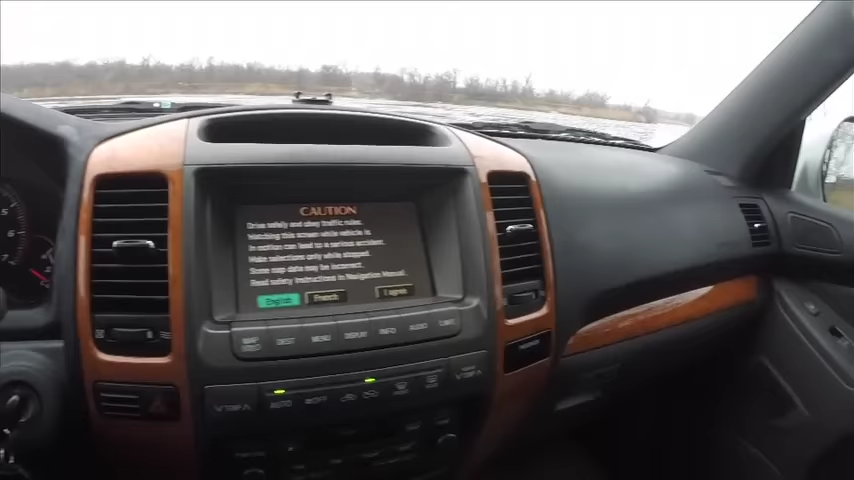 CAUTION
Drive safely and obey traffic rules.
Watching this screen while vehicle is
in motion can lead to a serious accident.
Make selections only while stopped.
Some map data may be incorrect.
Read safety instructions in Navigation Manual.
English French I agree
DEST MENU DISPLAY INFO AUDIO
AUTO OFF